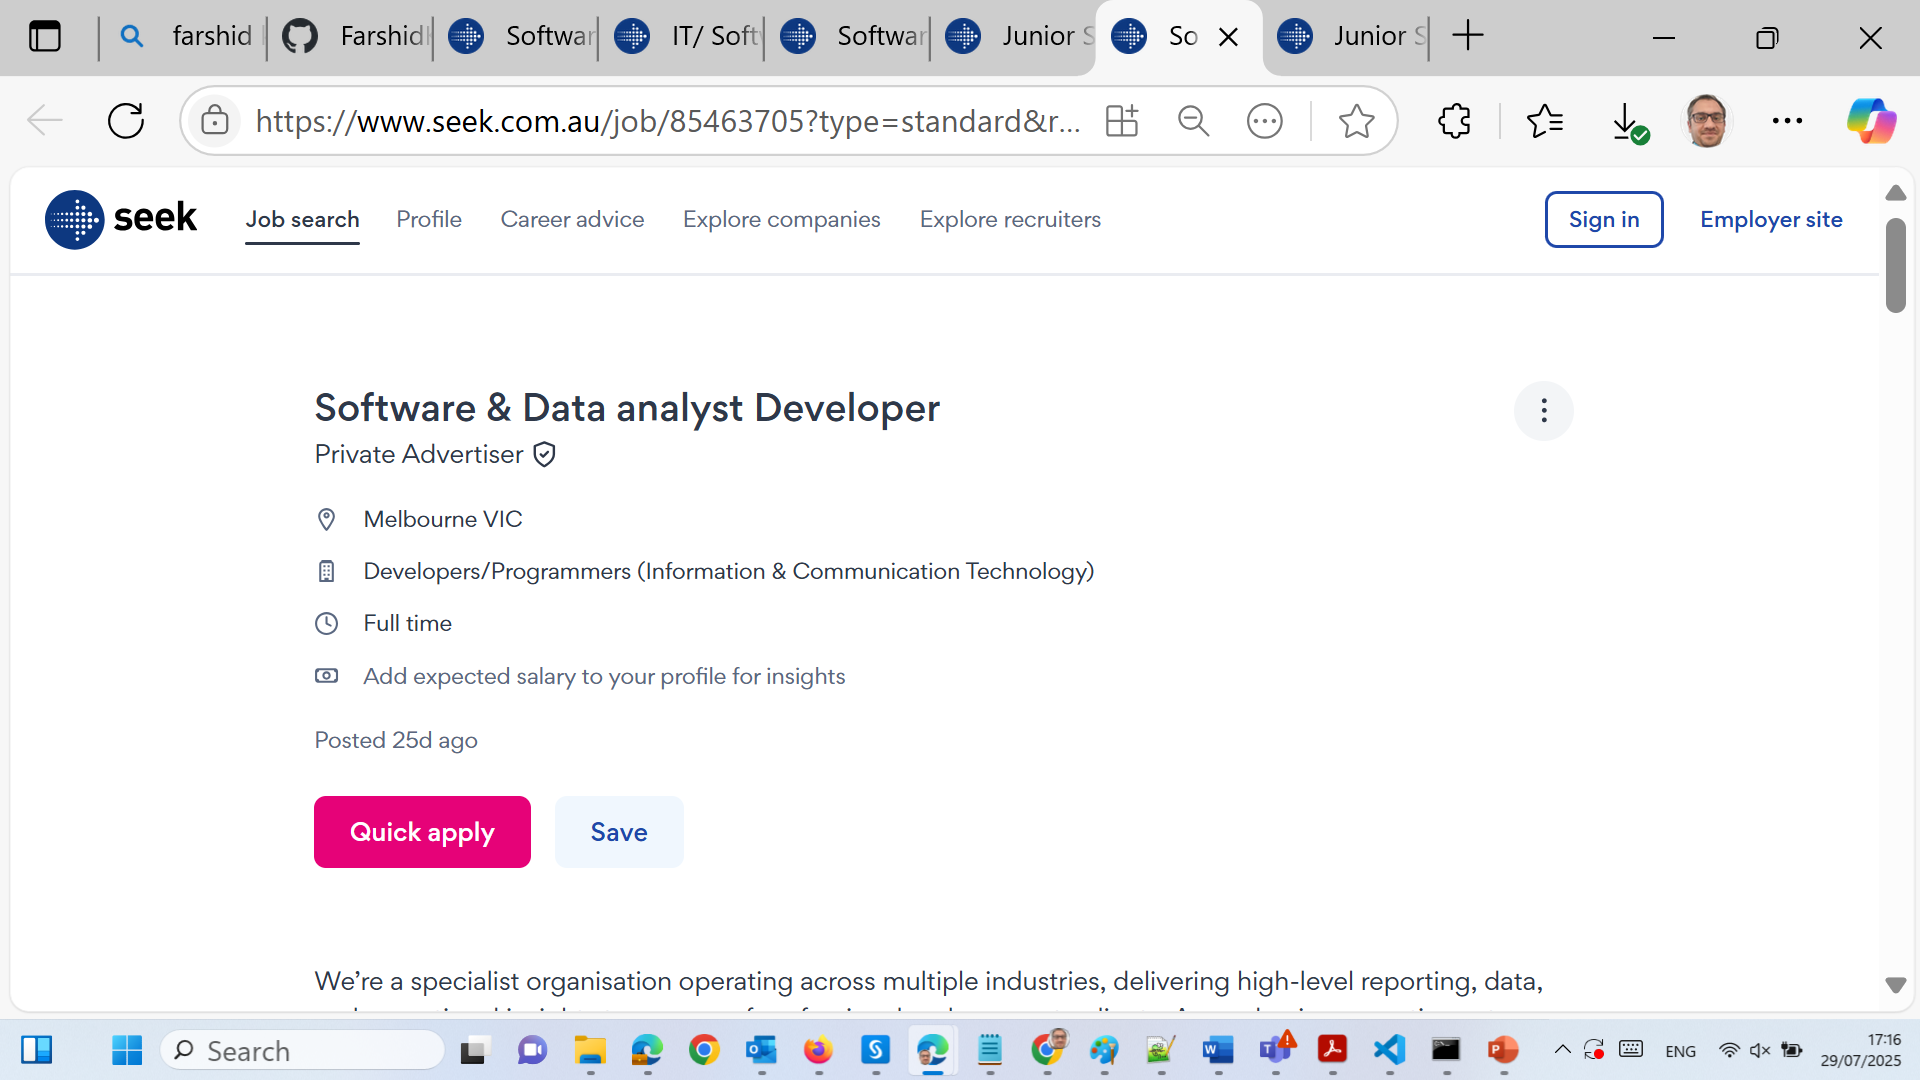 farshid
Farshid
Softwar
IT/ Soft
Softwar
Junior S
So
Junior S
https://www.seek.com.au/job/85463705?type=standard&r...
seek
Job search
Profile
Career advice
Explore companies
Explore recruiters
Sign in
Employer site
Software & Data analyst Developer
Private Advertiser
Melbourne VIC
Developers/Programmers (Information & Communication Technology)
Full time
Add expected salary to your profile for insights
Posted 25d ago
Quick apply
Save
We’re a specialist organisation operating across multiple industries, delivering high-level reporting, data,
Search
ENG
17:16
29/07/2025